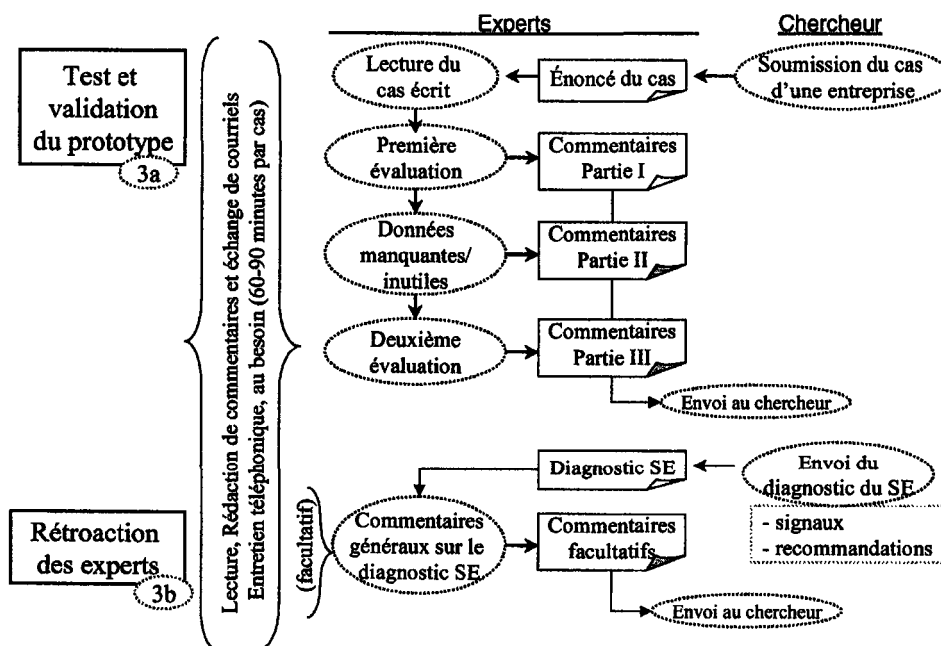 Experts
Chercheur
Test et
validation
du prototype
3a
Lecture, Rédaction de commentaires et échange de courriels
Entretien téléphonique, au besoin (60-90 minutes par cas)
Lecture du
cas écrit
Énoncé du cas
Soumission du cas
d'une entreprise
Première
évaluation
Commentaires
Partie I
Données
manquantes/
inutiles
Commentaires
Partie II
Deuxième
évaluation
Commentaires
Partie III
Envoi au chercheur
Rétroaction
des experts
3b
(facultatif)
Diagnostic SE
Envoi du
diagnostic du SE
- signaux
- recommandations
Commentaires
généraux sur le
diagnostic SE
Commentaires
facultatifs
Envoi au chercheur